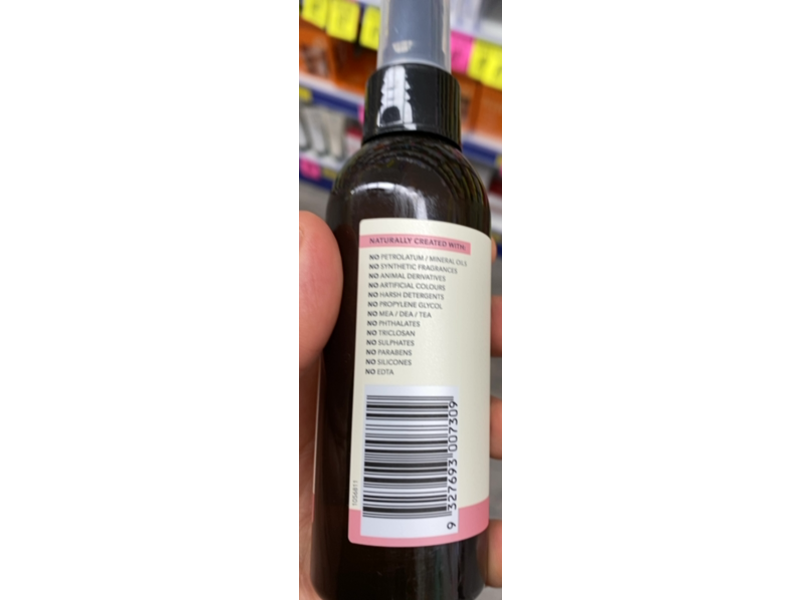 NATURALLY CREATED WITH:
NO PETROLATUM / MINERAL OILS
NO SYNTHETIC FRAGRANCES
NO ANIMAL DERIVATIVES
NO ARTIFICIAL COLOURS
NO HARSH DETERGENTS
NO PROPYLENE GLYCOL
NO MEA / DEA / TEA
NO PHTHALATES
NO TRICLOSAN
NO SULPHATES
NO PARABENS
NO SILICONES
NO EDTA
9 327693 007309